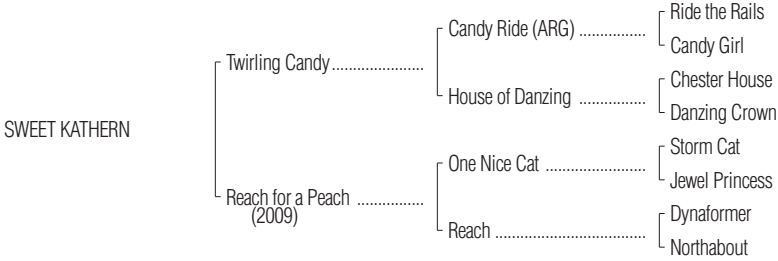 Ride the Rails
Candy Ride (ARG) ................
Candy Girl
Twirling Candy......................
Chester House
House of Danzing ................
Danzing Crown
SWEET KATHERN
Storm Cat
One Nice Cat ........................
Jewel Princess
Reach for a Peach ................
(2009)
Dynaformer
Reach ....................................
Northabout